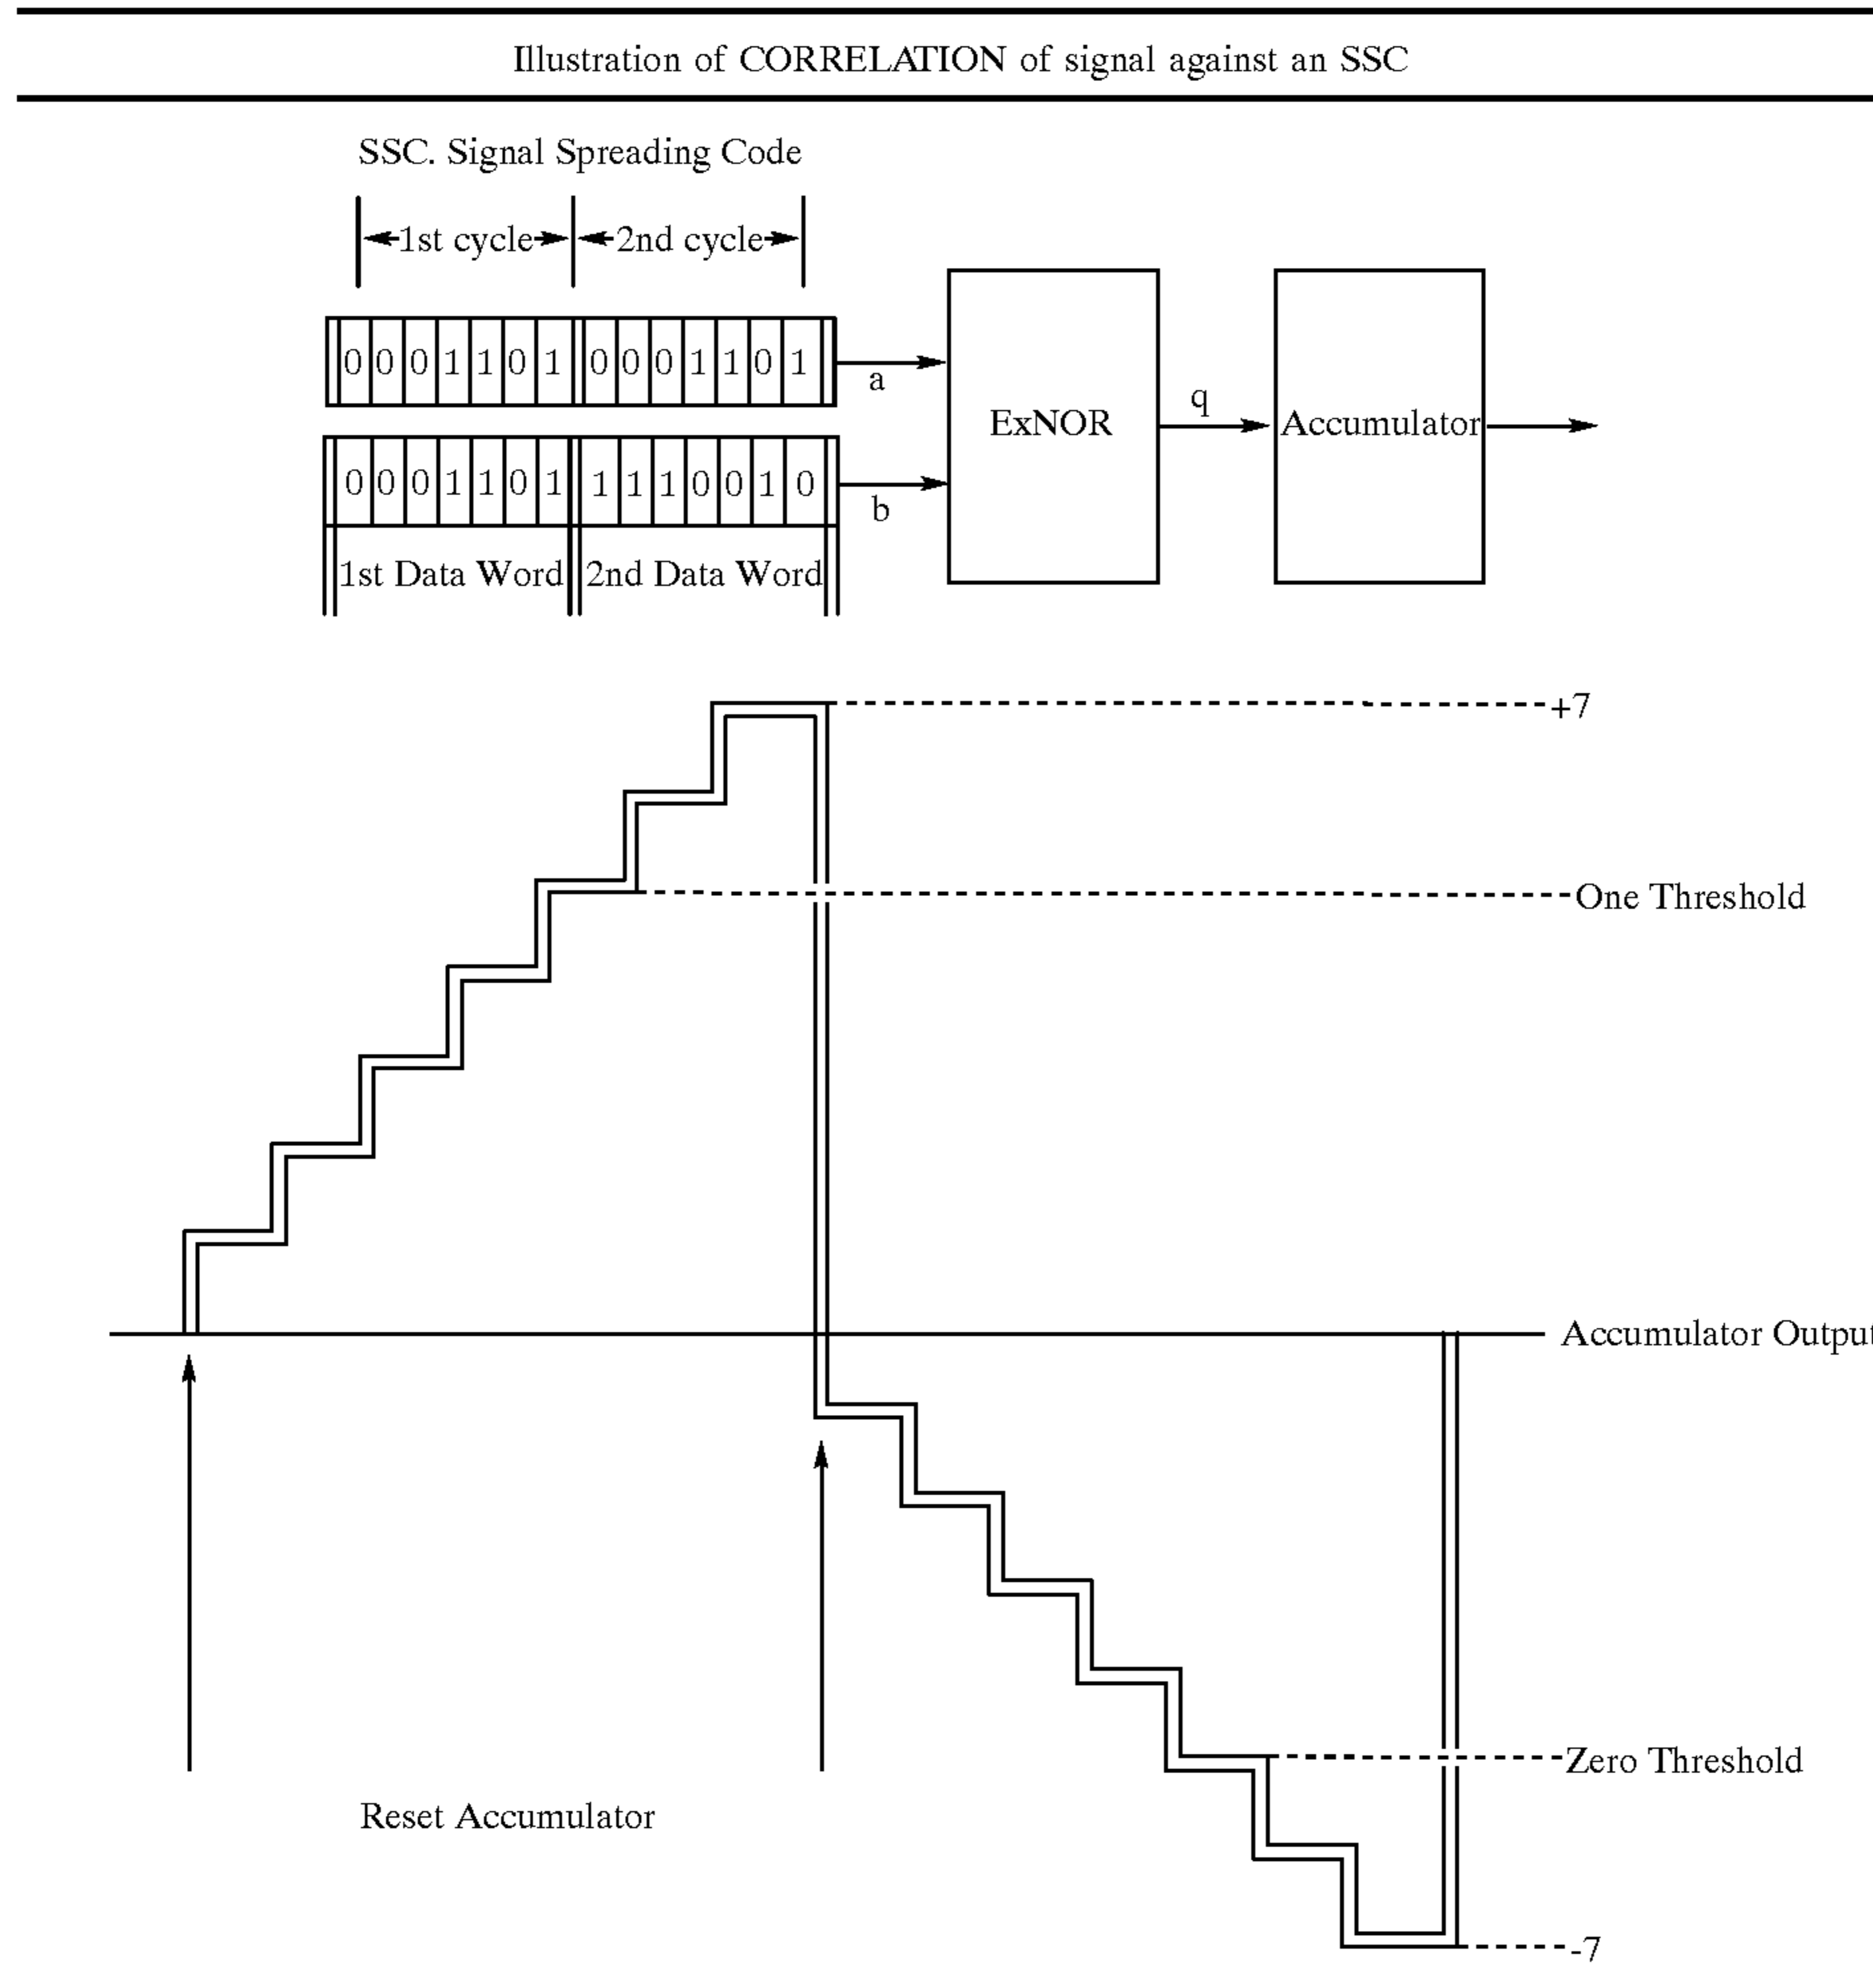 Illustration of CORRELATION of signal against an SSC
SSC. Signal Spreading Code
1st cycle 2nd cycle
0 0 0 1 1 0 1 0 0 0 1 1 0 1
a
0 0 0 1 1 0 1 1 1 1 0 0 1 0
b
1st Data Word 2nd Data Word
ExNOR
q
Accumulator
+7
One Threshold
Accumulator Output
Zero Threshold
Reset Accumulator
-7